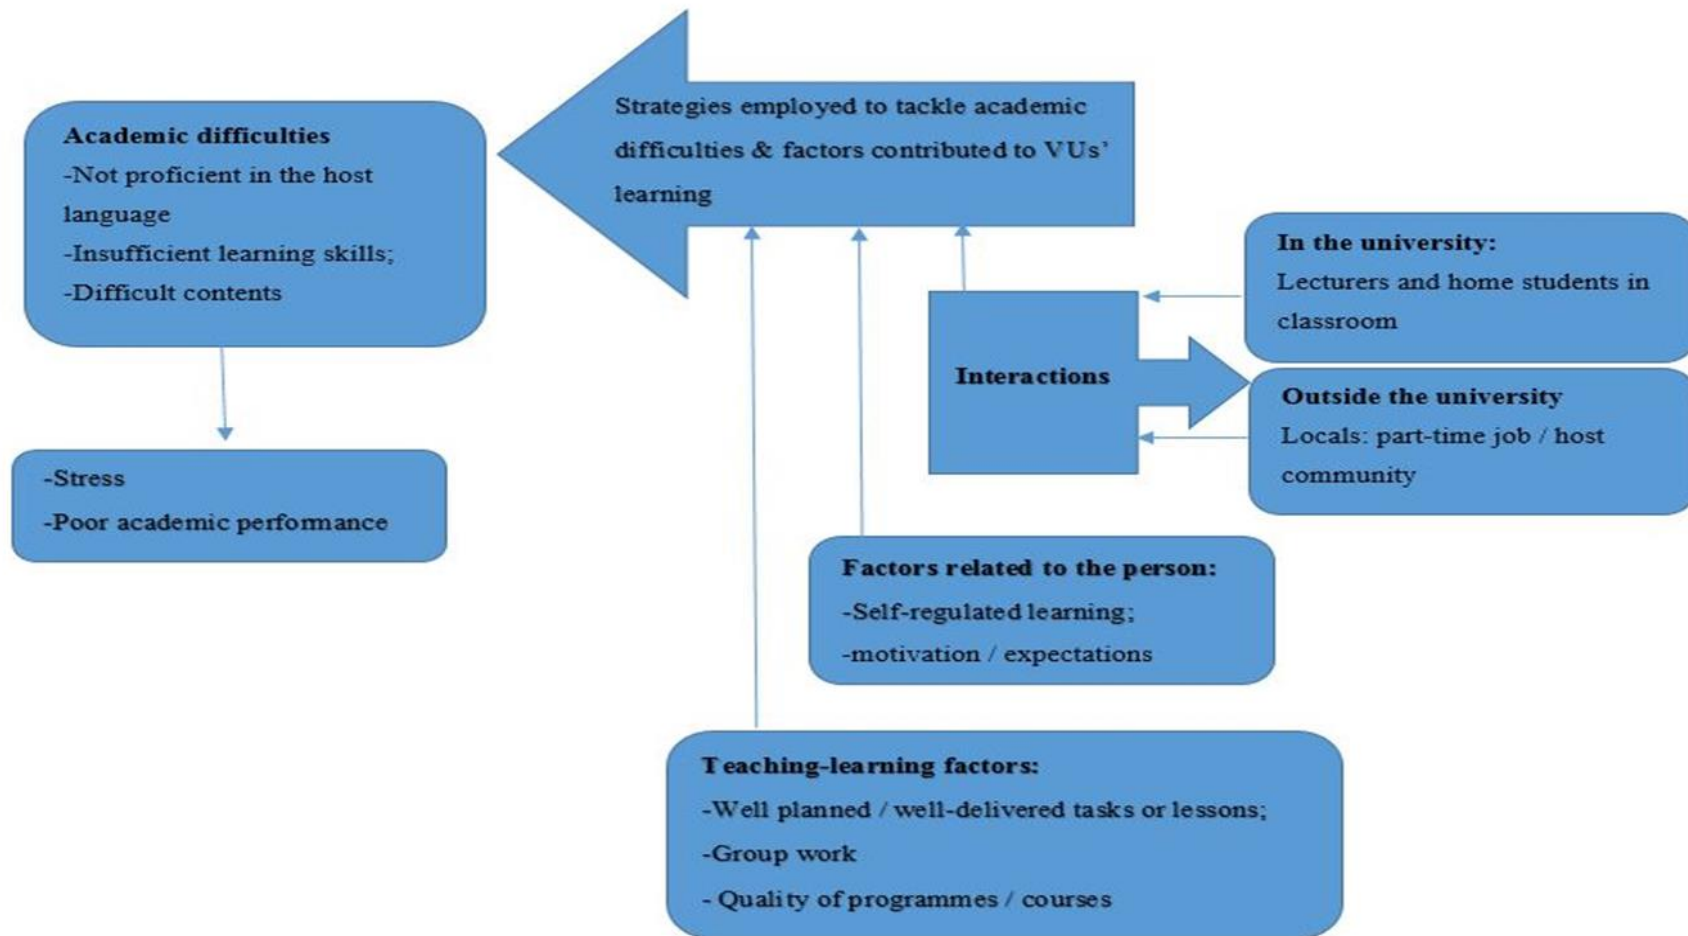 Strategies employed to tackle academic
difficulties & factors contributed to VUs'
learning
Academic difficulties
-Not proficient in the host
language
-Insufficient learning skills;
-Difficult contents
-Stress
-Poor academic performance
Interactions
In the university:
Lecturers and home students in
classroom
Outside the university
Locals: part-time job / host
community
Factors related to the person:
-Self-regulated learning;
-motivation / expectations
Teaching-learning factors:
-Well planned / well-delivered tasks or lessons;
-Group work
- Quality of programmes / courses